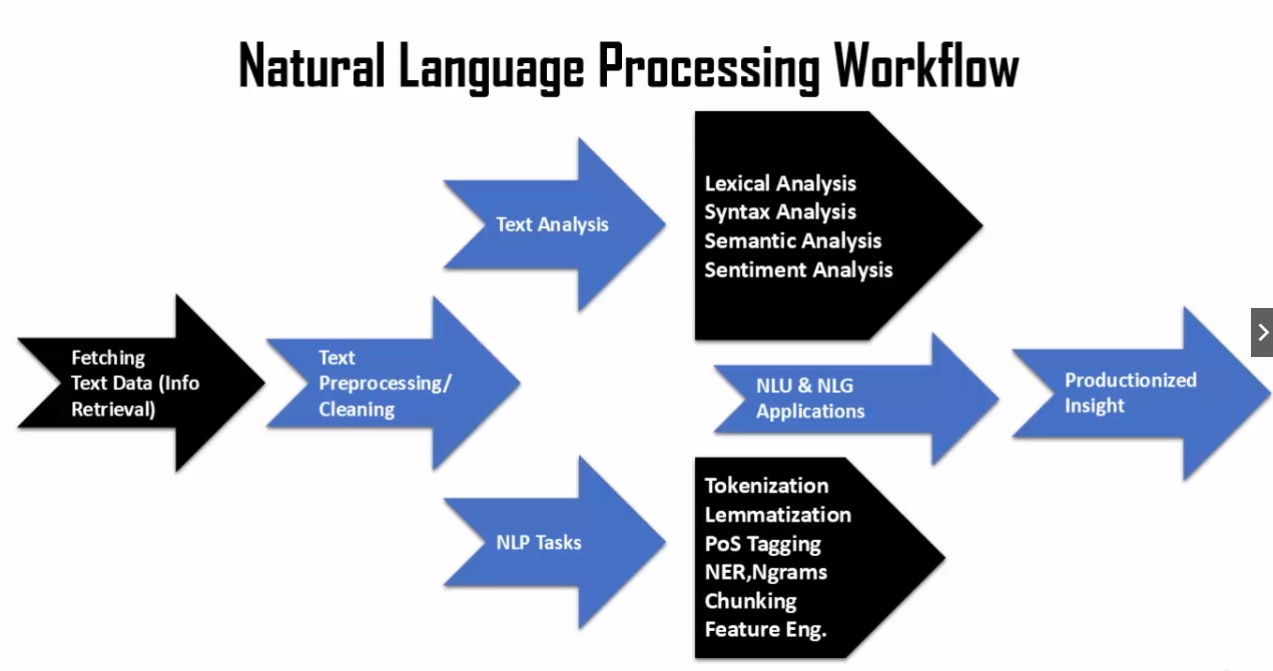 Natural Language Processing Workflow
Fetching
Text Data (Info
Retrieval)
Text
Preprocessing/
Cleaning
Text Analysis
Lexical Analysis
Syntax Analysis
Semantic Analysis
Sentiment Analysis
NLP Tasks
Tokenization
Lemmatization
PoS Tagging
NER,Ngrams
Chunking
Feature Eng.
NLU & NLG
Applications
Productionized
Insight